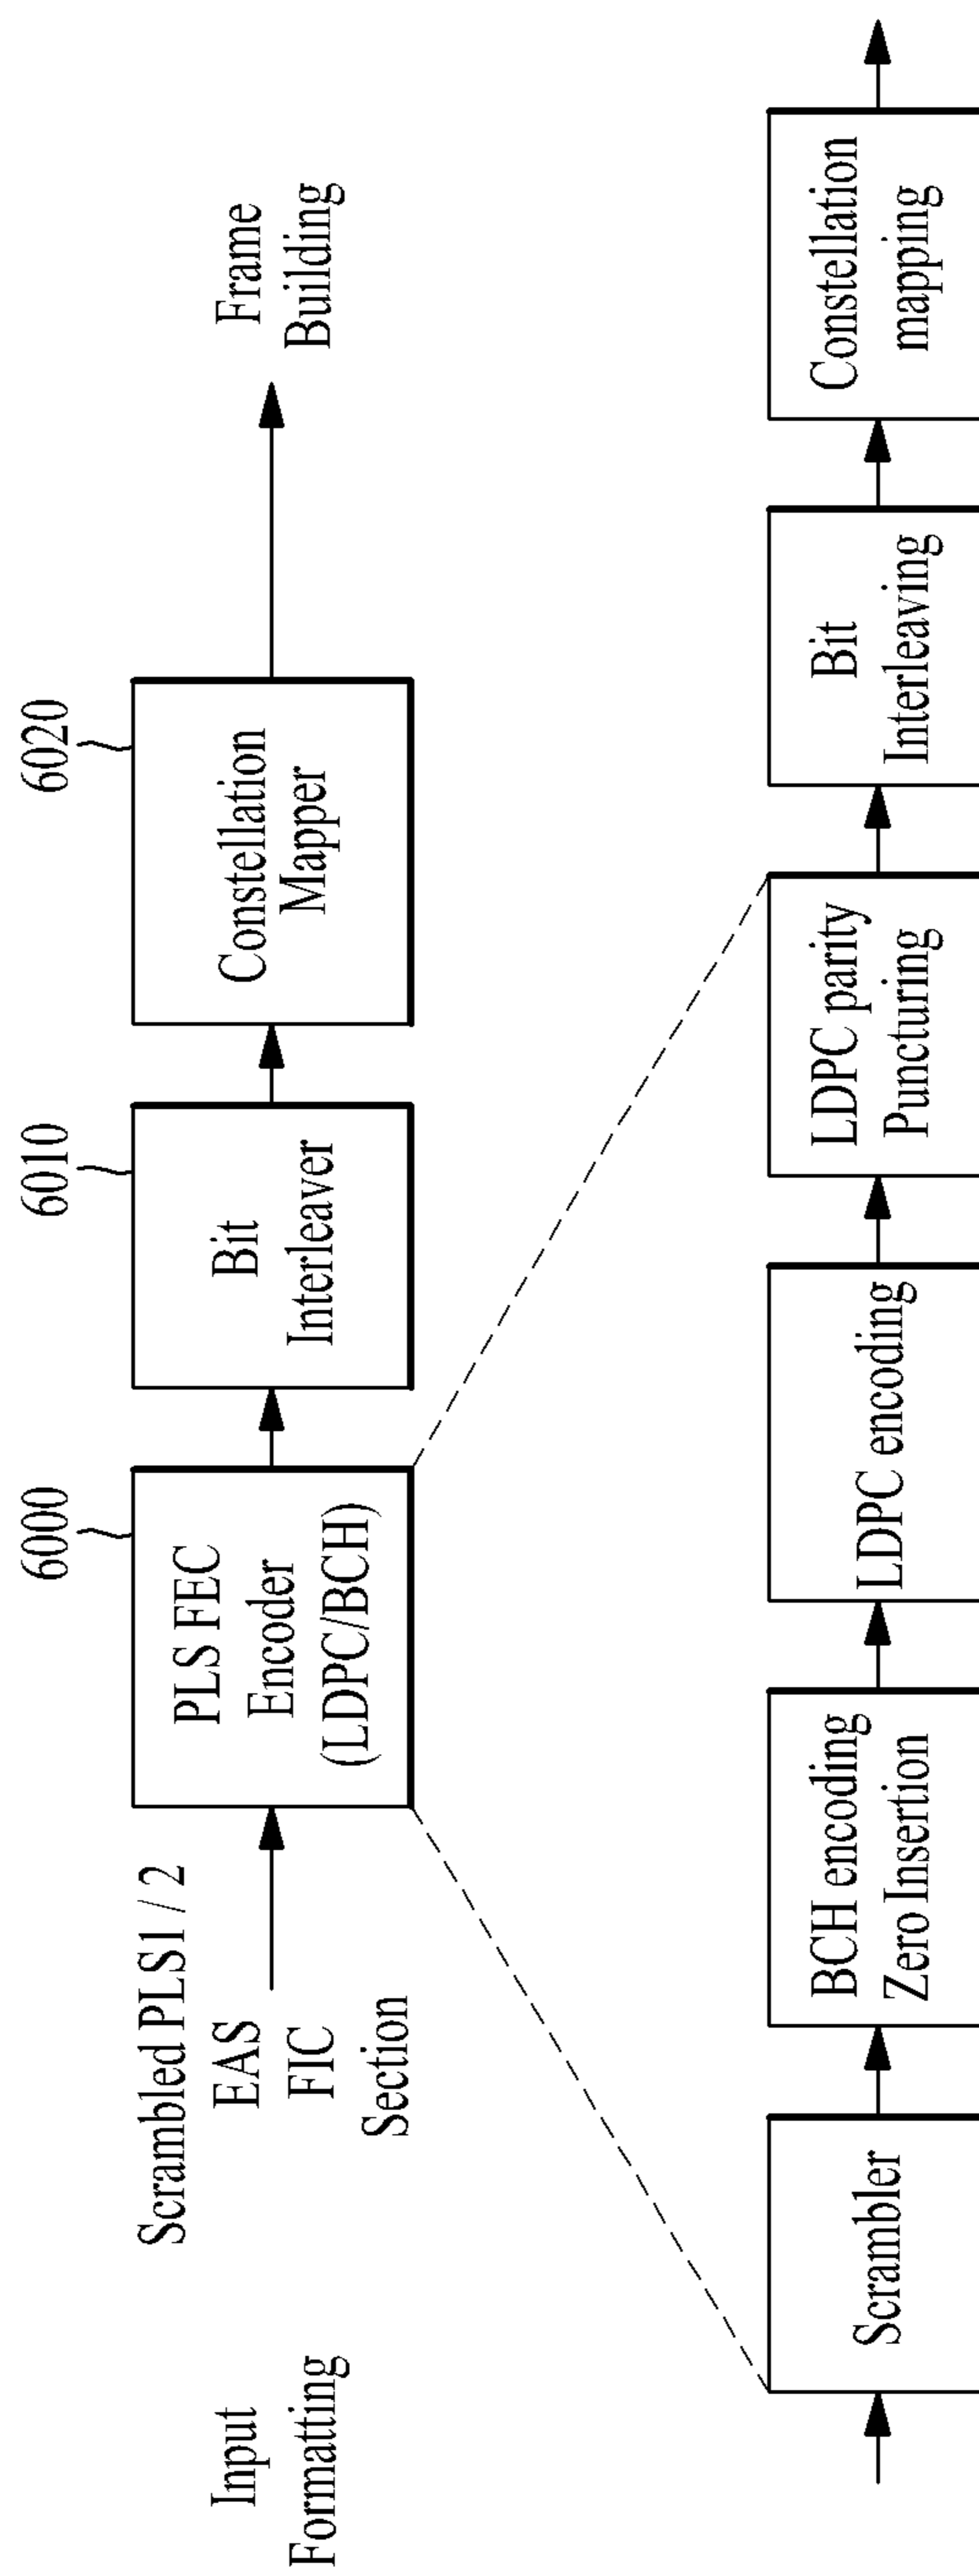 Input
Formatting
Scrambled PLS1 / 2
EAS
FIC
Section
6000
PLS FEC
Encoder
(LDPC/BCH)
6010
Bit
Interleaver
6020
Constellation
Mapper
Frame
Building
Scrambler
BCH encoding
Zero Insertion
LDPC encoding
LDPC parity
Puncturing
Bit
Interleaving
Constellation
mapping